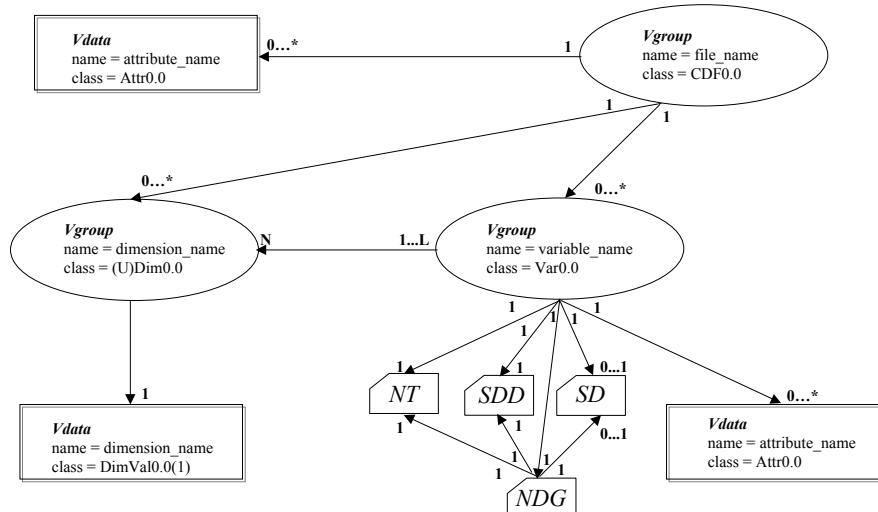 Vdata
name = attribute_name
class = Attr0.0
0…*
1
Vgroup
name = file_name
class = CDF0.0
1
1
0…*
0…*
Vgroup
name = dimension_name
class = (U)Dim0.0
N
1...L
Vgroup
name = variable_name
class = Var0.0
1
1
1
1
1
1
1
1
0...1
0…*
NT
SDD
SD
Vdata
name = dimension_name
class = DimVal0.0(1)
1
1
0...1
Vdata
name = attribute_name
class = Attr0.0
1
1
1
1
NDG